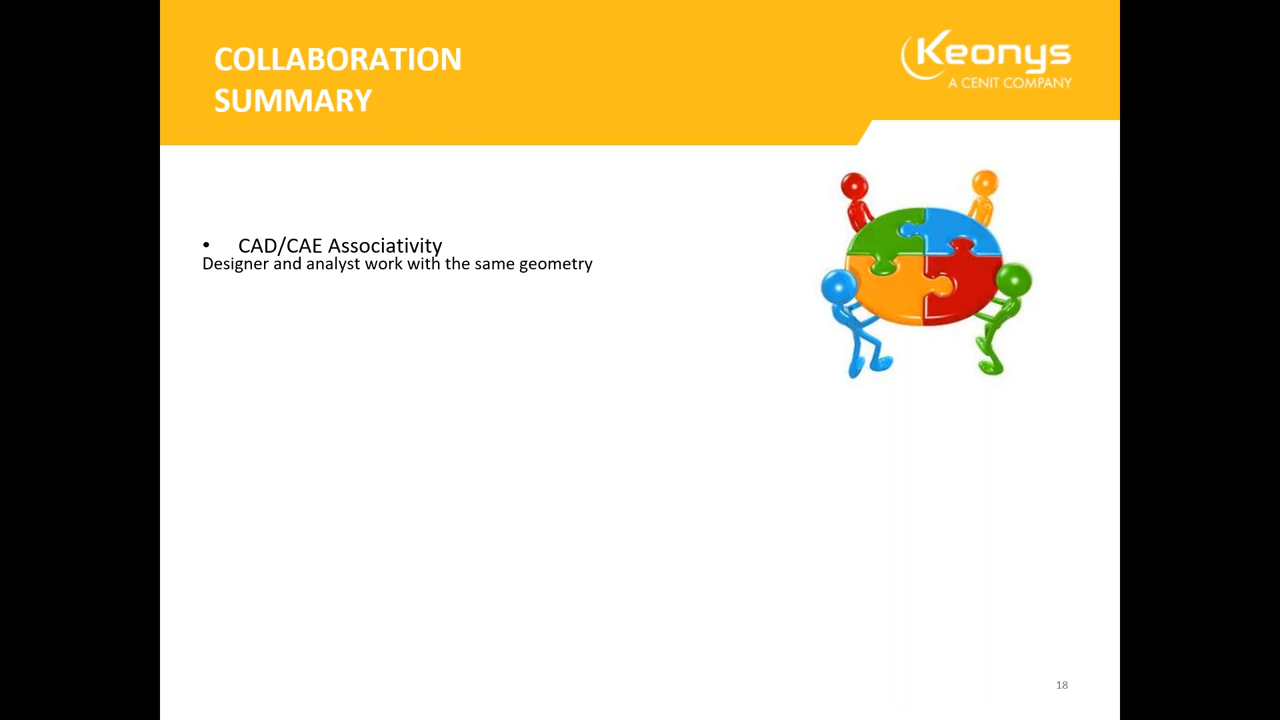 COLLABORATION
SUMMARY
Keonys
A CENIT COMPANY
• CAD/CAE Associativity
Designer and analyst work with the same geometry
18